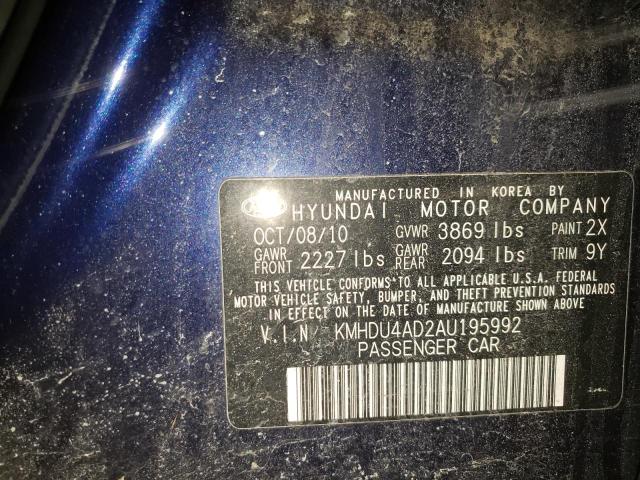 MANUFACTURED IN KOREA BY
HYUNDAI MOTOR COMPANY
OCT/08/10 GVWR 3869 lbs PAINT 2X
GAWR FRONT 2227 lbs GAWR REAR 2094 lbs TRIM 9Y
THIS VEHICLE CONFORMS TO ALL APPLICABLE U.S.A. FEDERAL
MOTOR VEHICLE SAFETY, BUMPER, AND THEFT PREVENTION STANDARDS
IN EFFECT ON THE DATE OF MANUFACTURE SHOWN ABOVE.
V.I.N KMHDU4AD2AU195992
PASSENGER CAR